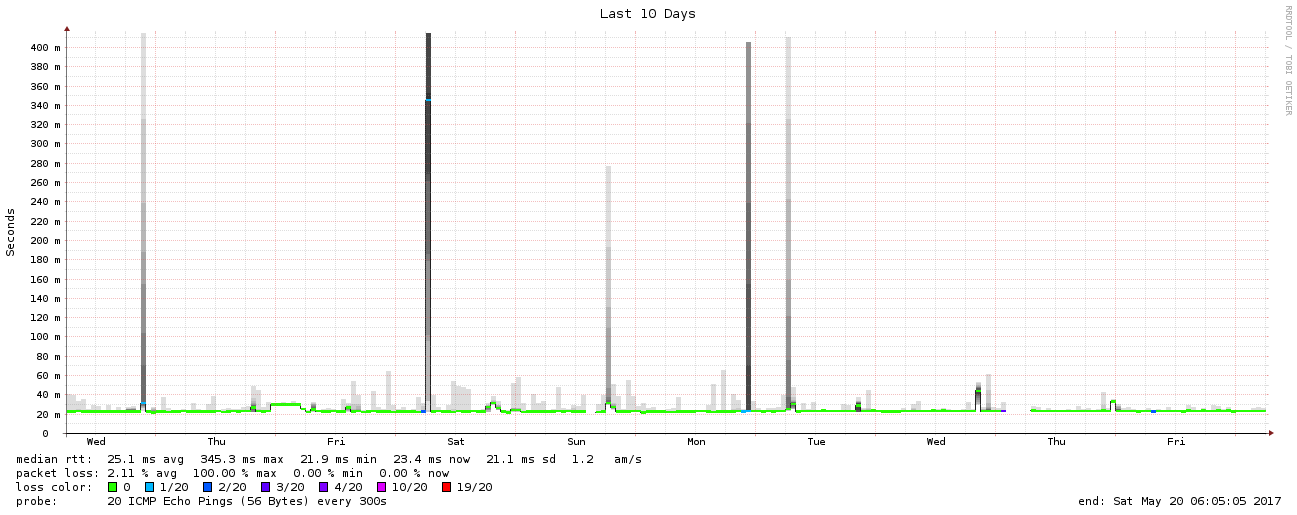 Last 10 Days
RRDTOOL / TOBI OETIKER
Seconds
400 m
380 m
360 m
340 m
320 m
300 m
280 m
260 m
240 m
220 m
200 m
180 m
160 m
140 m
120 m
100 m
80 m
60 m
40 m
20 m
0
Wed Thu Fri Sat Sun Mon Tue Wed Thu Fri
median rtt: 25.1 ms avg 345.3 ms max 21.9 ms min 23.4 ms now 21.1 ms sd 1.2 am/s
packet loss: 2.11 % avg 100.00 % max 0.00 % min 0.00 % now
loss color: 0 1/20 2/20 3/20 4/20 10/20 19/20
probe: 20 ICMP Echo Pings (56 Bytes) every 300s end: Sat May 20 06:05:05 2017